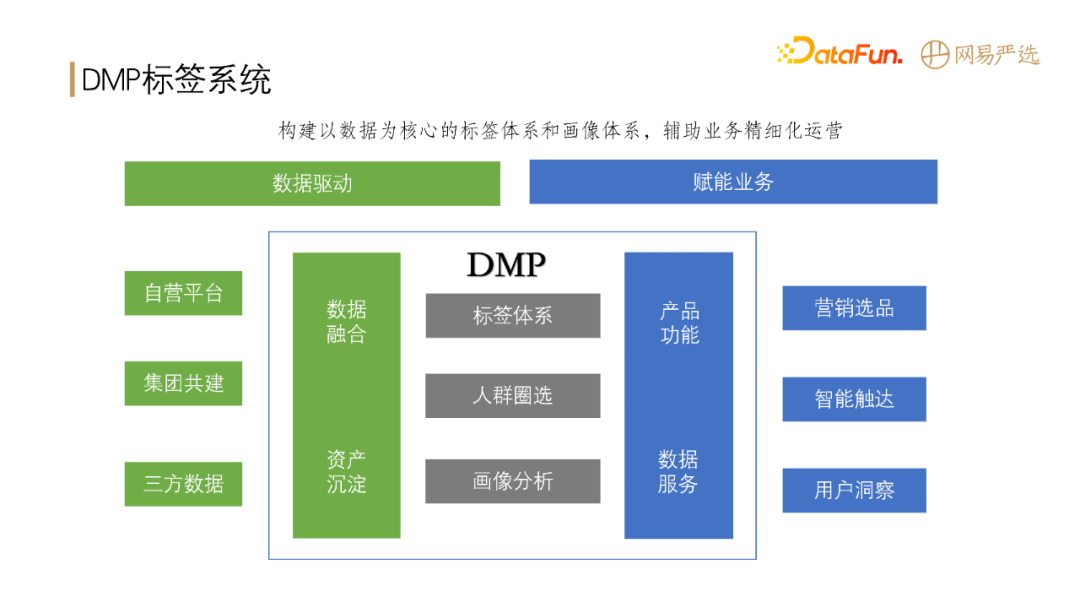 DataFun.
网易严选
DMP标签系统
构建以数据为核心的标签体系和画像体系，辅助业务精细化运营
数据驱动
赋能业务
自营平台
集团共建
三方数据
数据
融合
资产
沉淀
DMP
标签体系
人群圈选
画像分析
产品
功能
数据
服务
营销选品
智能触达
用户洞察